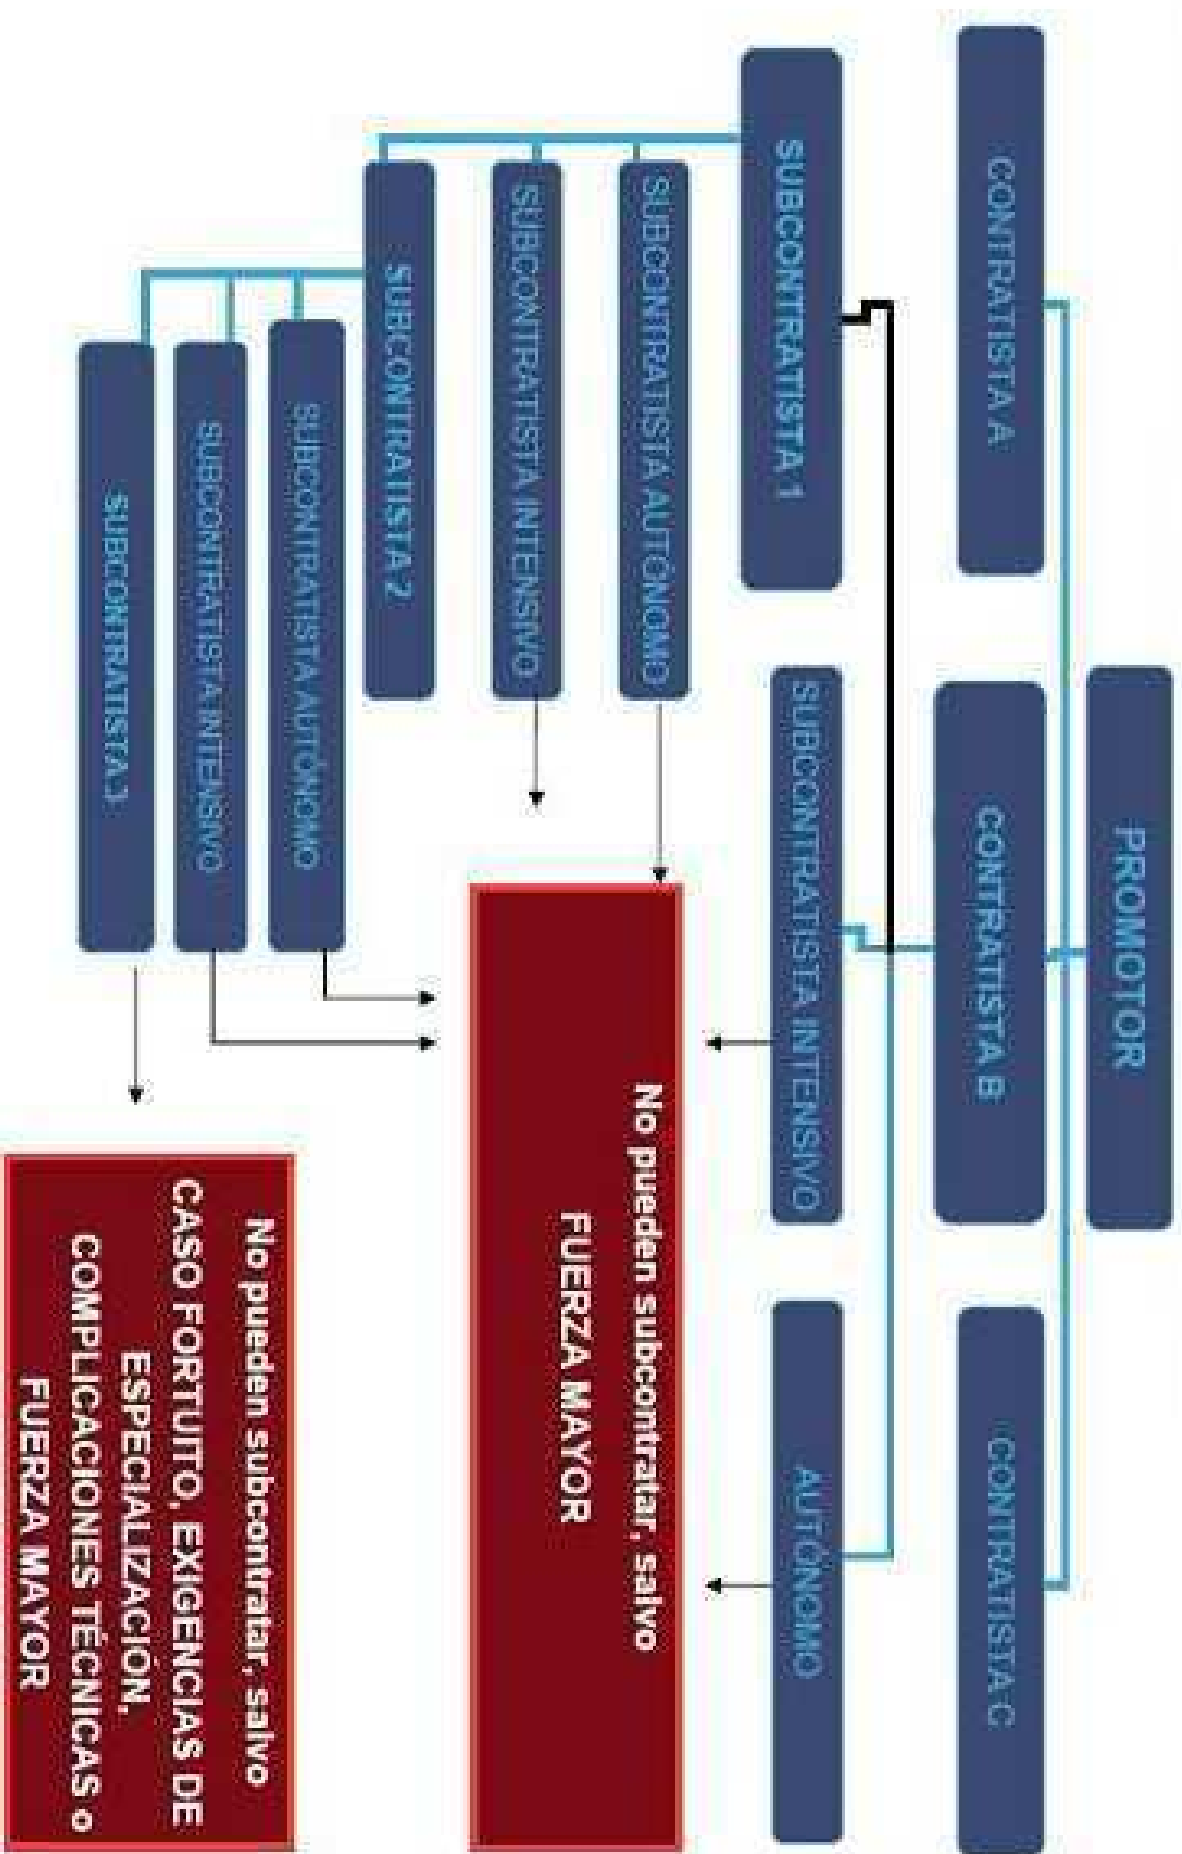 PROMOTOR
CONTRATISTA A
CONTRATISTA B
CONTRATISTA C
SUBCONTRATISTA 1
SUBCONTRATISTA INTENSIVO
AUTÓNOMO
SUBCONTRATISTA AUTÓNOMO
SUBCONTRATISTA INTENSIVO
SUBCONTRATISTA 2
No pueden subcontratar, salvo
FUERZA MAYOR
SUBCONTRATISTA AUTÓNOMO
SUBCONTRATISTA INTENSIVO
SUBCONTRATISTA
No pueden subcontratar, salvo
CASO FORTUITO, EXIGENCIAS DE
ESPECIALIZACIÓN,
COMPLICACIONES TÉCNICAS o
FUERZA MAYOR